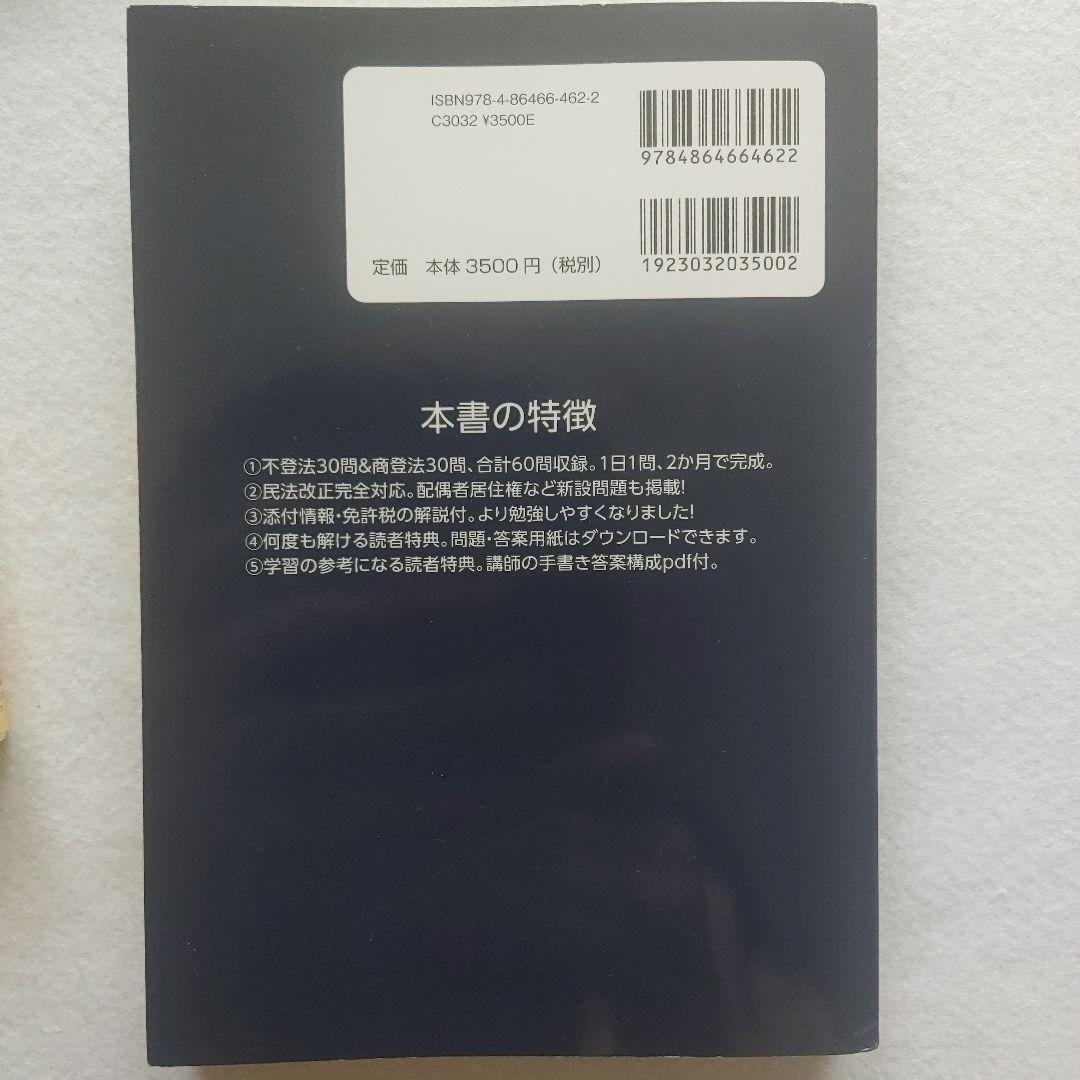 ISBN978-4-86466-462-2
C3032 ¥3500E
9784864664622
定価 本体 3500 円（税別）
1923032035002
本書の特徴
①不登法30問&商登法30問、合計60問収録。1日1問、2か月で完成。
②民法改正完全対応。配偶者居住権など新設問題も掲載!
③添付情報・免許税の解説付。より勉強しやすくなりました!
④何度も解ける読者特典。問題・答案用紙はダウンロードできます。
⑤学習の参考になる読者特典。講師の手書き答案構成pdf付。